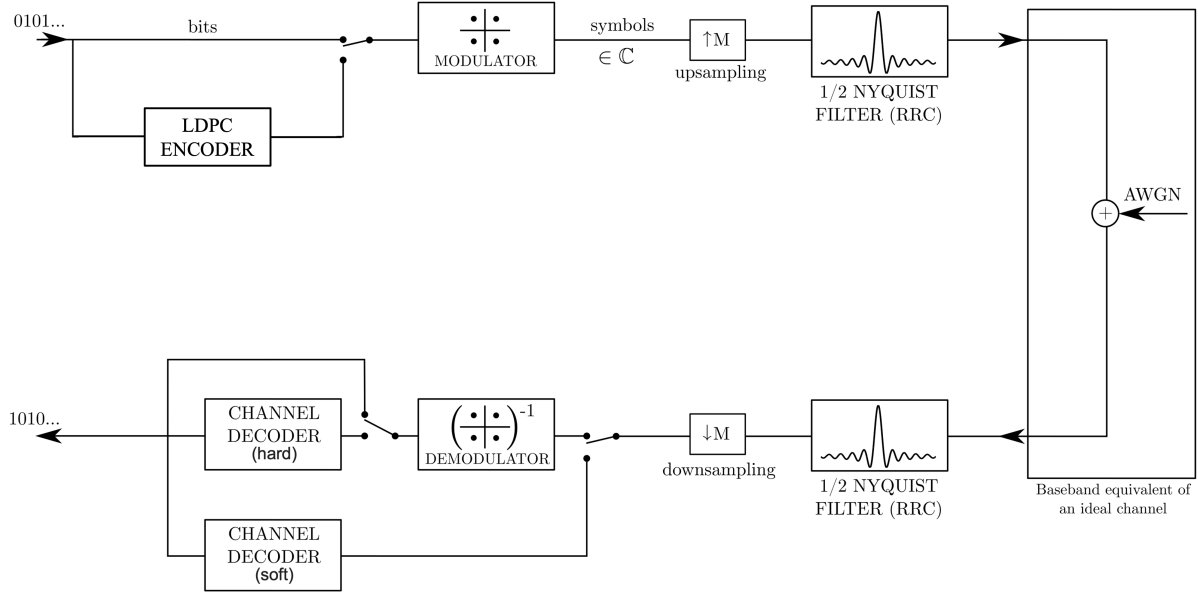 0101...
bits
MODULATOR
symbols
∈ ℂ
↑M
upsampling
1/2 NYQUIST
FILTER (RRC)
LDPC
ENCODER
AWGN
+
1010...
CHANNEL
DECODER
(hard)
( )-1
DEMODULATOR
↓M
downsampling
1/2 NYQUIST
FILTER (RRC)
Baseband equivalent of
an ideal channel
CHANNEL
DECODER
(soft)